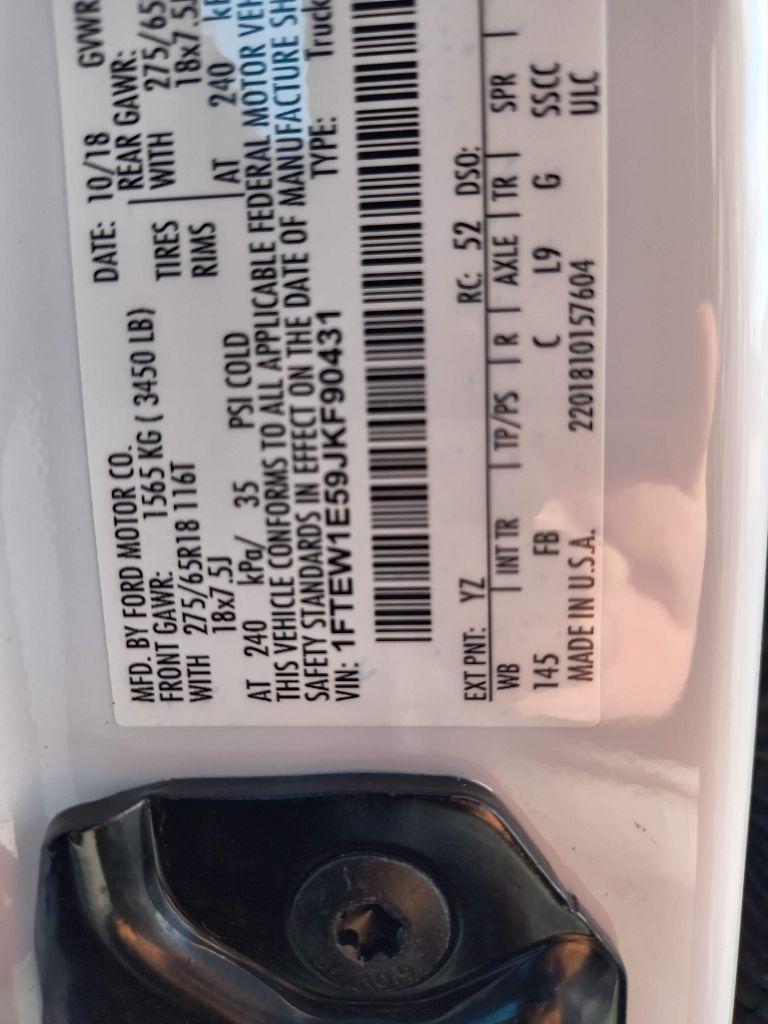 MFD. BY FORD MOTOR CO. DATE: 10/18 GVWR
FRONT GAWR: 1565 KG ( 3450 LB) REAR GAWR:
WITH 275/65R18 116T TIRES WITH 275/65
18x7.5J RIMS 18x7.5J
AT 240 kPa/ 35 PSI COLD AT 240
THIS VEHICLE CONFORMS TO ALL APPLICABLE FEDERAL MOTOR VEH
SAFETY STANDARDS IN EFFECT ON THE DATE OF MANUFACTURE SH
VIN: 1FTEW1E59JKF90431 TYPE: Truck
EXT PNT: YZ RC: 52 DSO:
WB INT TR TP/PS R AXLE TR SPR
145 FB C L9 G SSCC
MADE IN U.S.A. 2201810157604 ULC